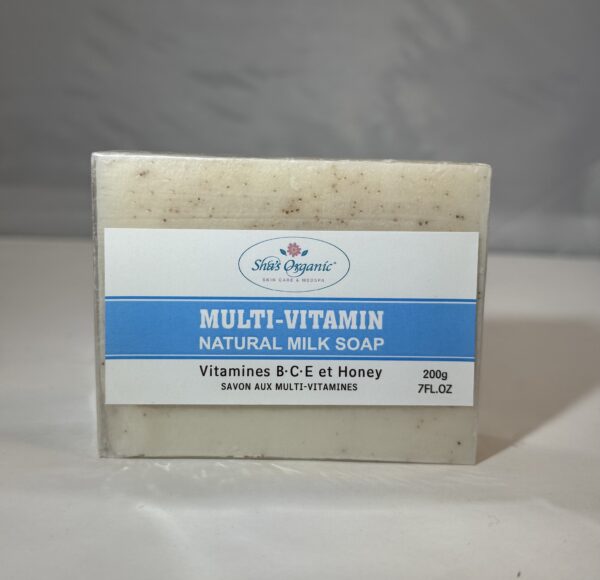 Sha's Organic™
SKIN CARE & MEDSPA
MULTI-VITAMIN
NATURAL MILK SOAP
Vitamines B·C·E et Honey
SAVON AUX MULTI-VITAMINES
200g
7FL.OZ